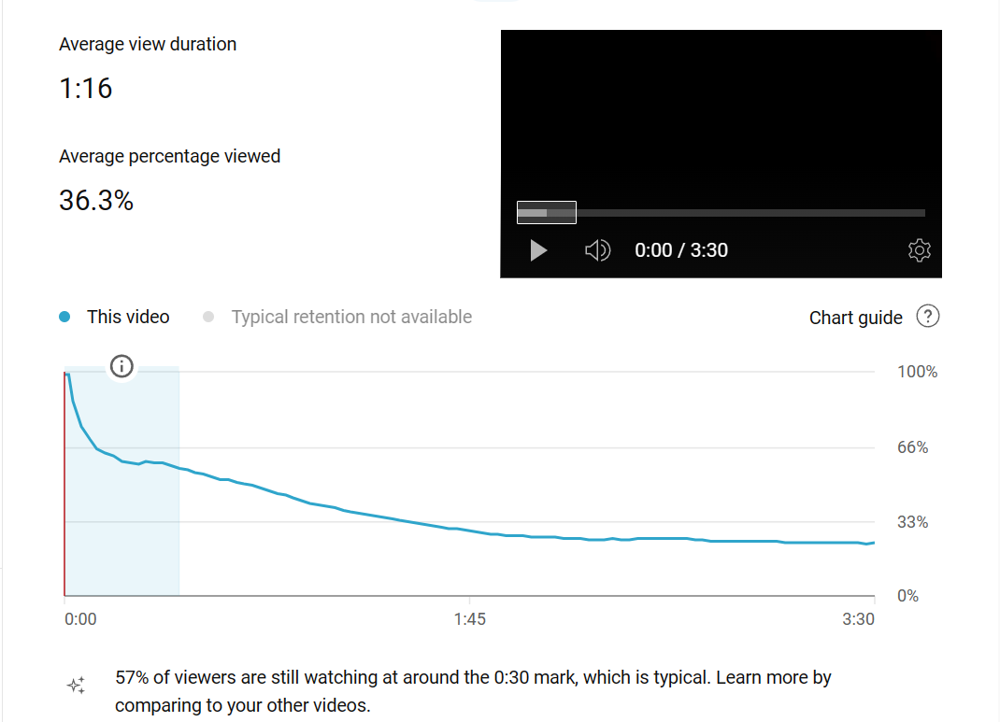 Average view duration
1:16
Average percentage viewed
36.3%
0:00 / 3:30
This video
Typical retention not available
Chart guide
100%
66%
33%
0%
0:00
1:45
3:30
57% of viewers are still watching at around the 0:30 mark, which is typical. Learn more by
comparing to your other videos.